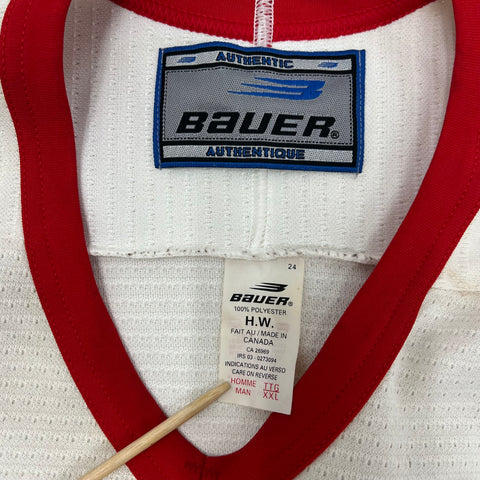 AUTHENTIC
BAUER®
AUTHENTIQUE
24
BAUER®
100% POLYESTER
H.W.
FAIT AU / MADE IN
CANADA
CA 26969
IRS 03 - 0273094
INDICATIONS AU VERSO
CARE ON REVERSE
HOMME TTG
MAN XXL